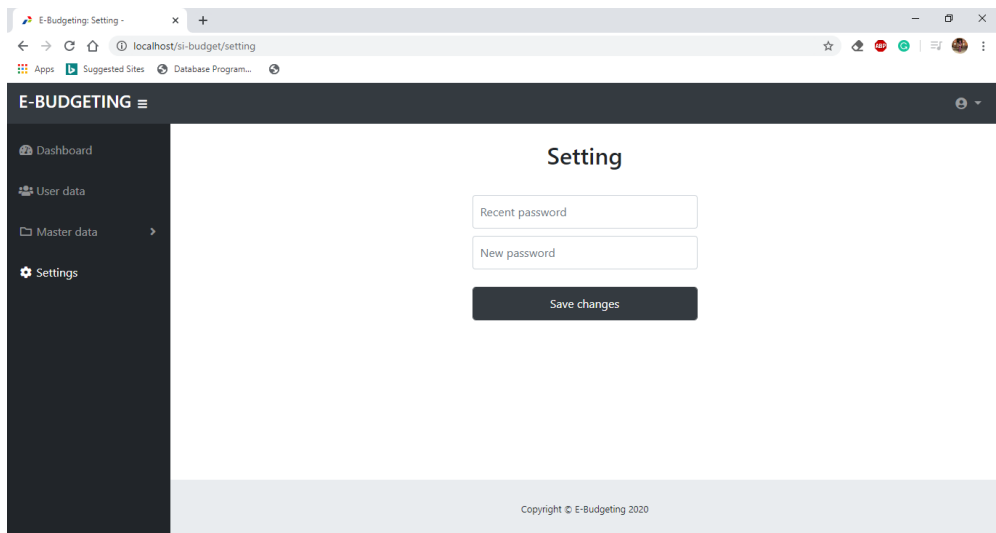 E-Budgeting: Setting -
localhost/si-budget/setting
ABP
Apps Suggested Sites Database Program...
E-BUDGETING
Dashboard
User data
Master data
Settings
Setting
Recent password
New password
Save changes
Copyright © E-Budgeting 2020